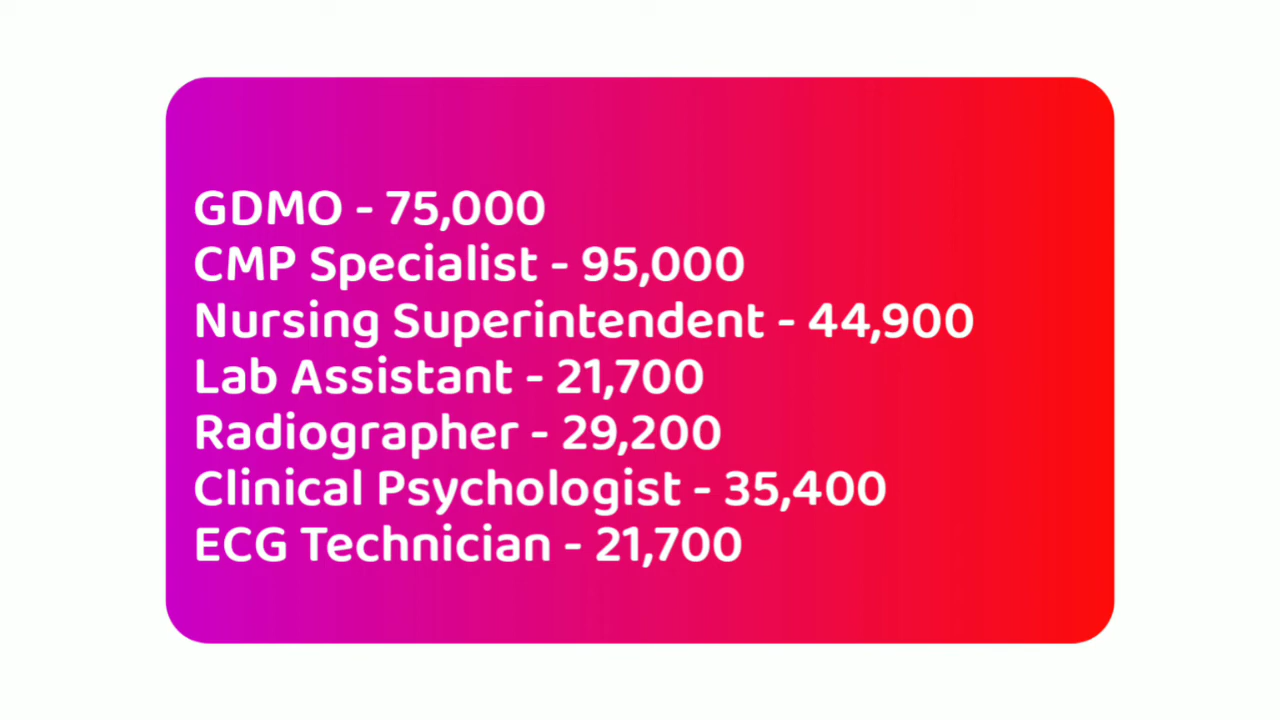 GDMO - 75,000
CMP Specialist - 95,000
Nursing Superintendent - 44,900
Lab Assistant - 21,700
Radiographer - 29,200
Clinical Psychologist - 35,400
ECG Technician - 21,700